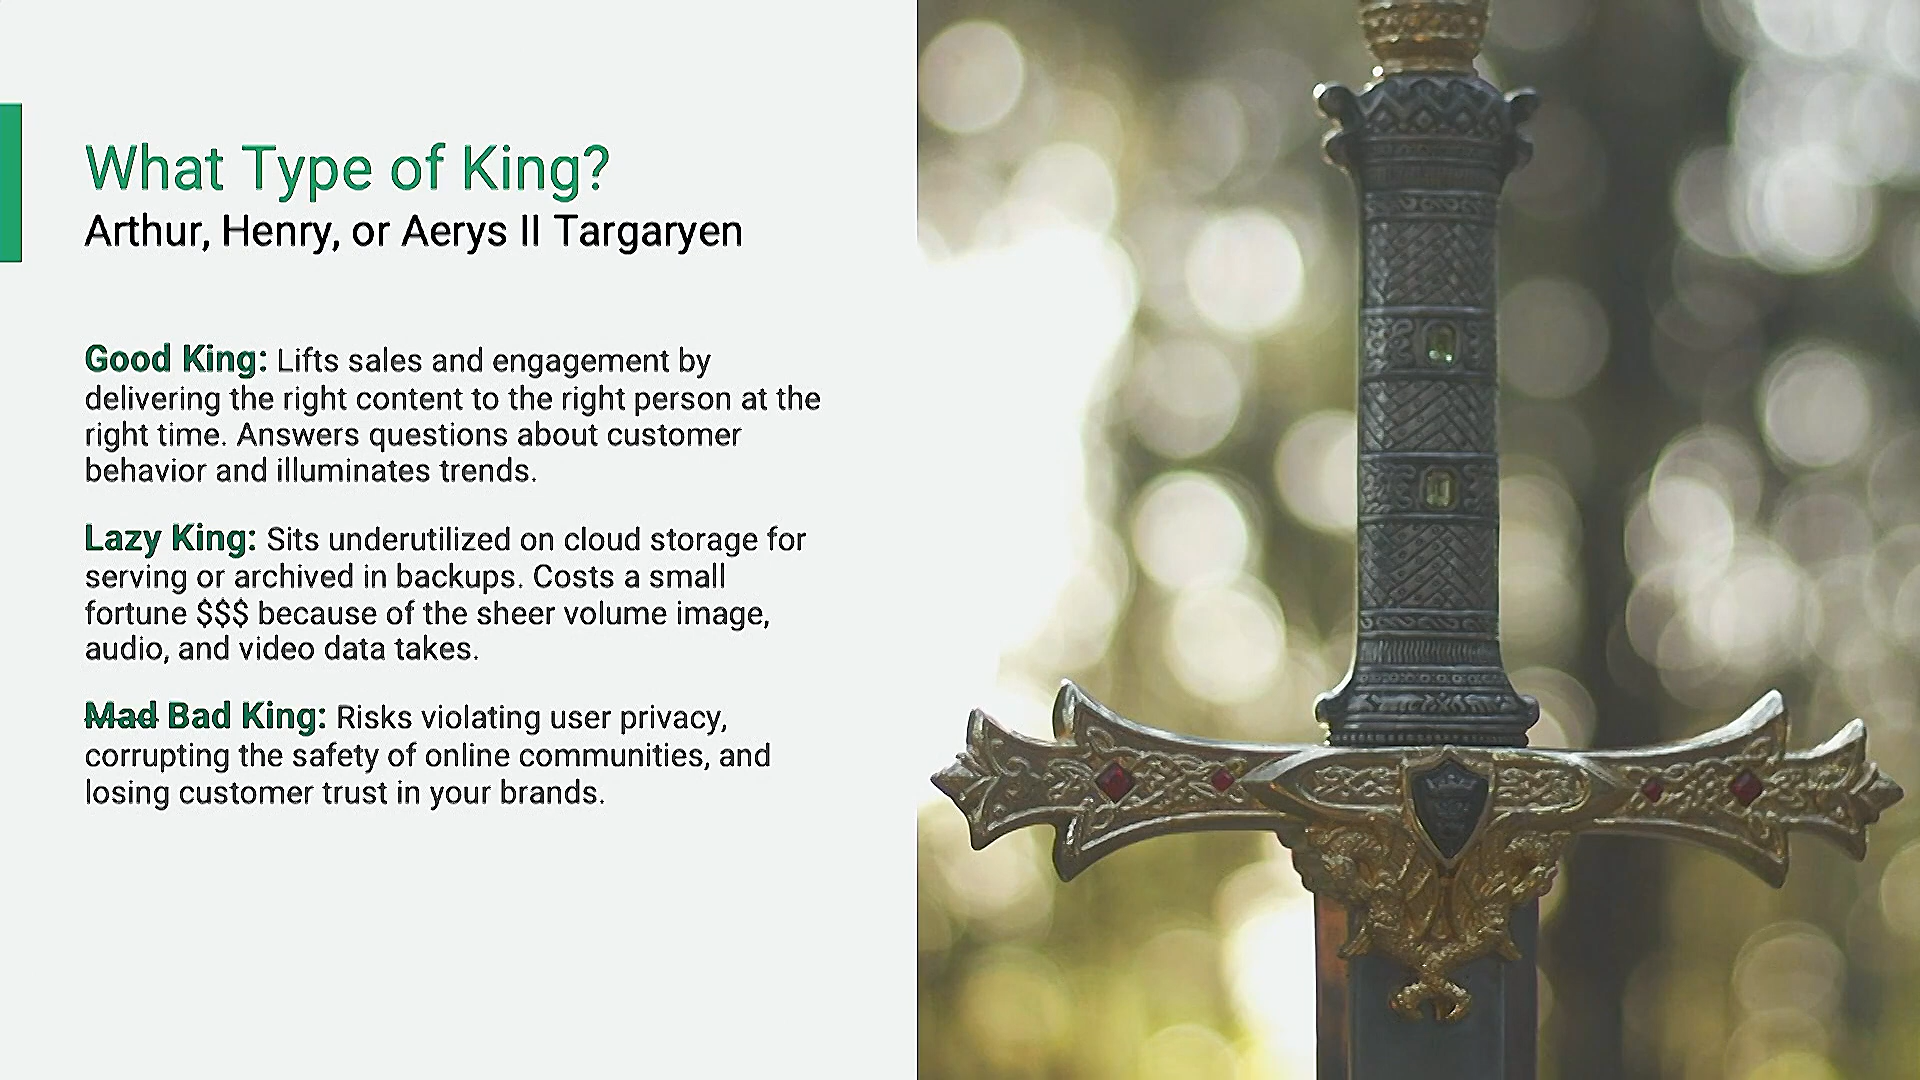 What Type of King?
Arthur, Henry, or Aerys II Targaryen
Good King: Lifts sales and engagement by
delivering the right content to the right person at the
right time. Answers questions about customer
behavior and illuminates trends.
Lazy King: Sits underutilized on cloud storage for
serving or archived in backups. Costs a small
fortune $$$ because of the sheer volume image,
audio, and video data takes.
Mad Bad King: Risks violating user privacy,
corrupting the safety of online communities, and
losing customer trust in your brands.